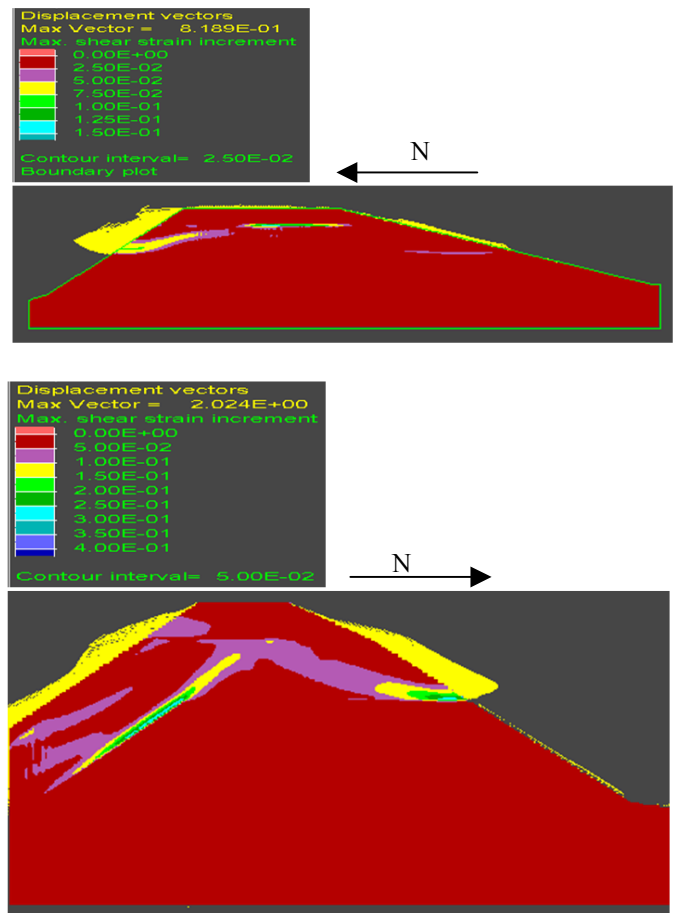 Displacement vectors
Max Vector = 8.189E-01
Max. shear strain increment
0.00E+00
2.50E-02
5.00E-02
7.50E-02
1.00E-01
1.25E-01
1.50E-01
Contour interval= 2.50E-02
Boundary plot
N
Displacement vectors
Max Vector = 2.024E+00
Max. shear strain increment
0.00E+00
5.00E-02
1.00E-01
1.50E-01
2.00E-01
2.50E-01
3.00E-01
3.50E-01
4.00E-01
Contour interval= 5.00E-02
N